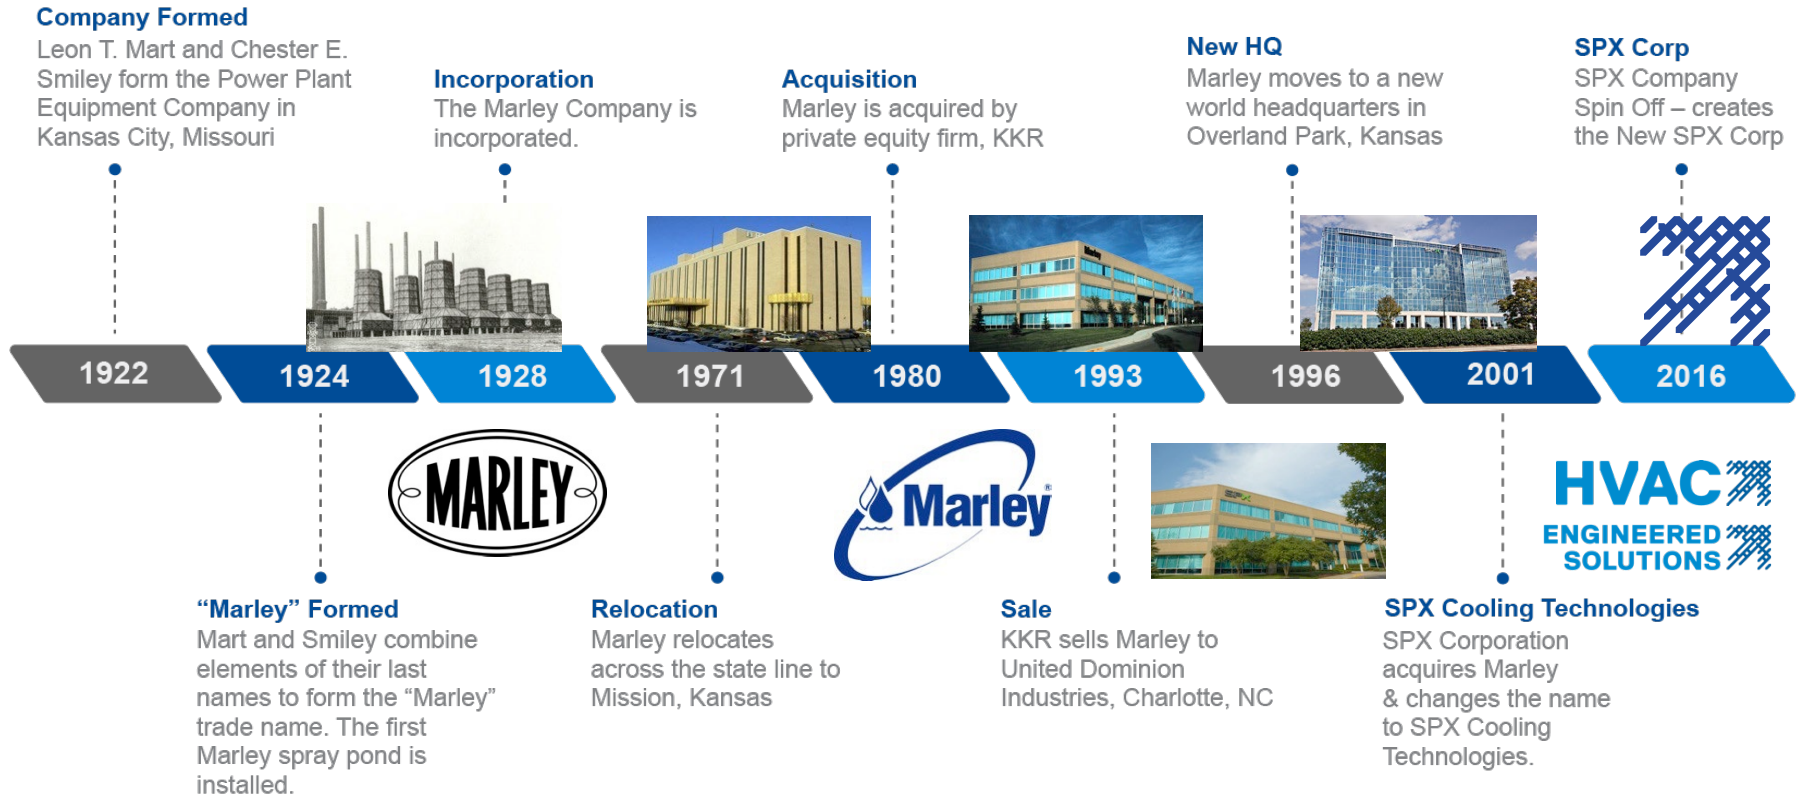 Company Formed
Leon T. Mart and Chester E.
Smiley form the Power Plant
Equipment Company in
Kansas City, Missouri
Incorporation
The Marley Company is
incorporated.
Acquisition
Marley is acquired by
private equity firm, KKR
New HQ
Marley moves to a new
world headquarters in
Overland Park, Kansas
SPX Corp
SPX Company
Spin Off – creates
the New SPX Corp
Marley
1922
1924
1928
1971
1980
1993
1996
2001
2016
MARLEY
Marley®
SPX
HVAC
ENGINEERED
SOLUTIONS
“Marley” Formed
Mart and Smiley combine
elements of their last
names to form the “Marley”
trade name. The first
Marley spray pond is
installed.
Relocation
Marley relocates
across the state line to
Mission, Kansas
Sale
KKR sells Marley to
United Dominion
Industries, Charlotte, NC
SPX Cooling Technologies
SPX Corporation
acquires Marley
& changes the name
to SPX Cooling
Technologies.